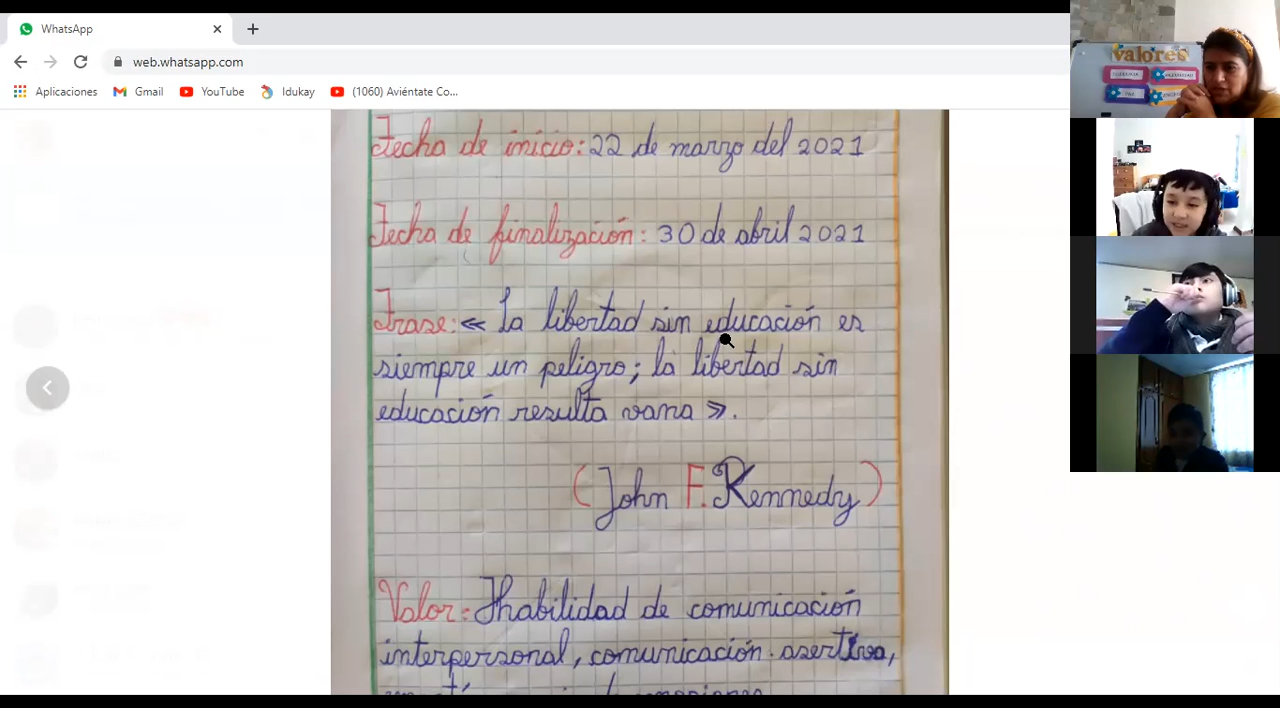 WhatsApp
web.whatsapp.com
Aplicaciones Gmail YouTube Idukay (1060) Aviéntate Co...
Fecha de inicio: 22 de marzo del 2021
Fecha de finalización: 30 de abril 2021
Frase: « La libertad sin educación es
siempre un peligro; la libertad sin
educación resulta vana ».
(John F. Kennedy)
Valor: Habilidad de comunicación
interpersonal, comunicación asertiva,
valores